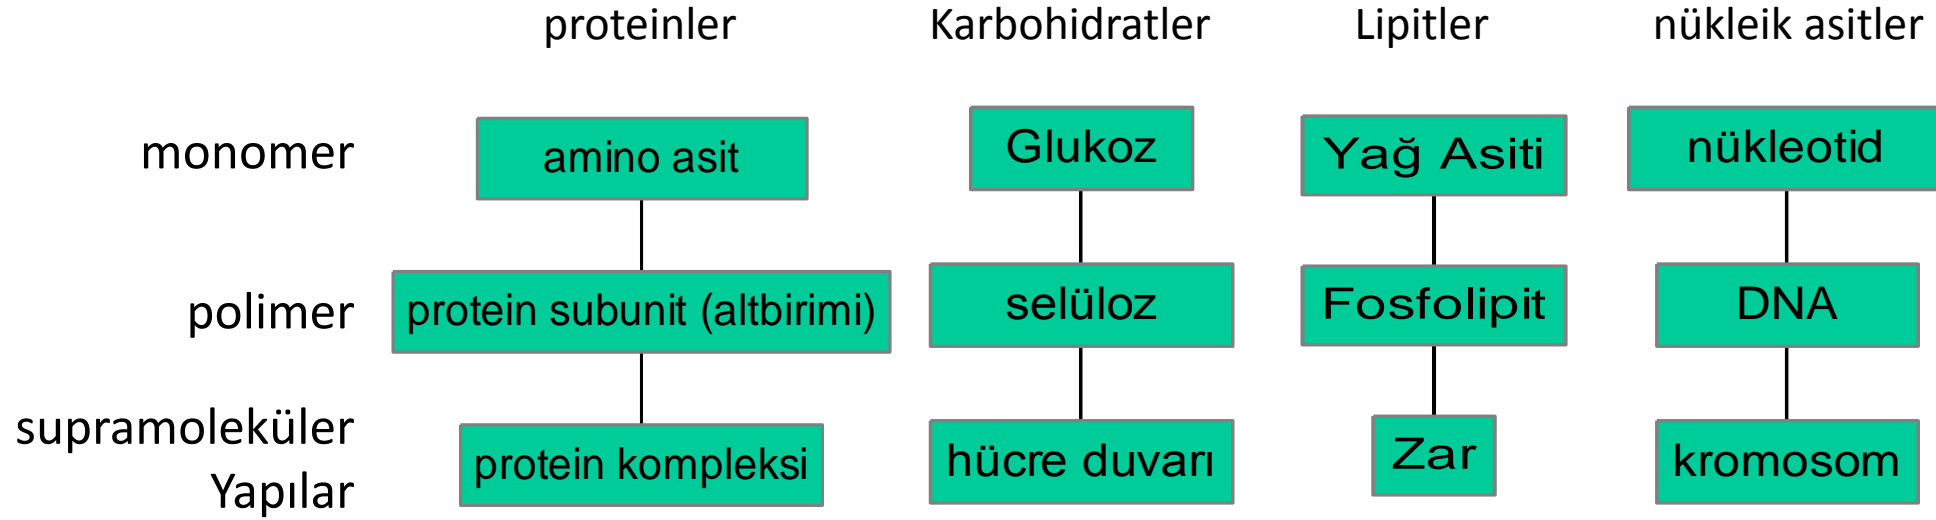 proteinler Karbohidratler Lipitler nükleik asitler
monomer amino asit Glukoz Yağ Asiti nükleotid
polimer protein subunit (altbirimi) selüloz Fosfolipit DNA
supramoleküler
Yapılar protein kompleksi hücre duvarı Zar kromosom